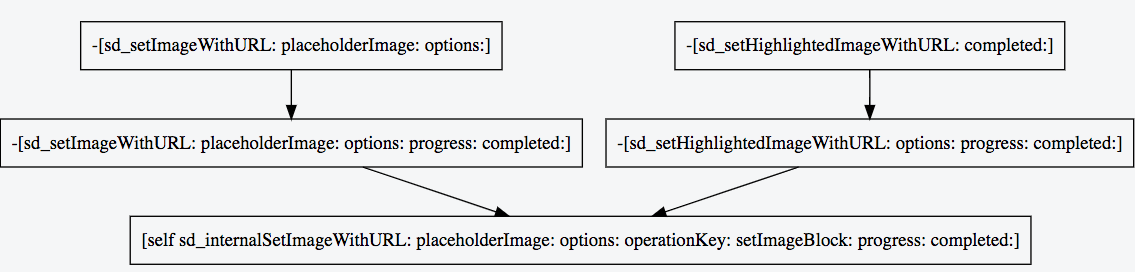 -[sd_setImageWithURL: placeholderImage: options:]
-[sd_setHighlightedImageWithURL: completed:]
-[sd_setImageWithURL: placeholderImage: options: progress: completed:]
-[sd_setHighlightedImageWithURL: options: progress: completed:]
[self sd_internalSetImageWithURL: placeholderImage: options: operationKey: setImageBlock: progress: completed:]